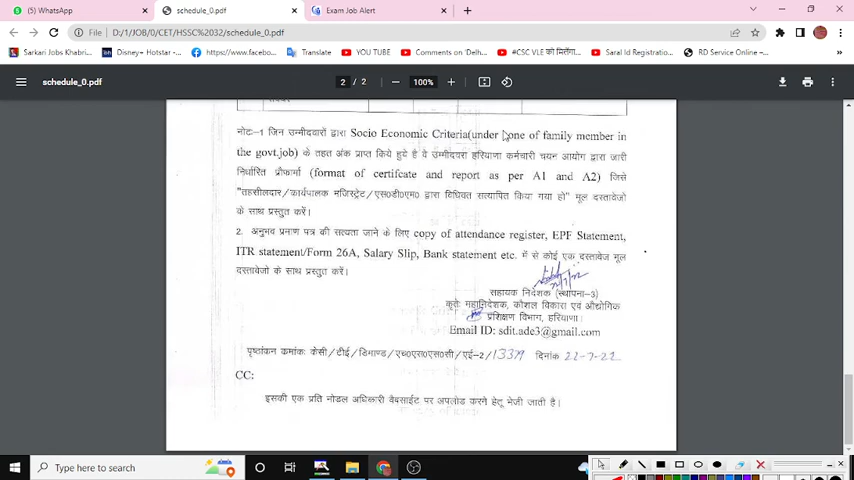 (5) WhatsApp
schedule_0.pdf
Exam Job Alert
File
D:/1/JOB/0/CET/HSSC%2032/schedule_0.pdf
Sarkari Jobs Khabri...
Disney+ Hotstar -...
https://www.facebo...
Translate
YOU TUBE
Comments on 'Delh...
#CSC VLE को मिलेगा...
Saral Id Registratio...
RD Service Online -...
schedule_0.pdf
2 / 2
100%
नोटः–1 जिन उम्मीदवारों द्वारा Socio Economic Criteria(under none of family member in
the govt.job) के तहत अंक प्राप्त किये हुई है वे उम्मीदवार हरियाणा कर्मचारी चयन आयोग द्वारा जारी
निर्धारित प्रौफार्मा (format of certifcate and report as per A1 and A2) जिसे
"तहसीलदार/कार्यपालक मजिस्ट्रेट/एस0डी0एम0 द्वारा विधिवत सत्यापित किया गया हो" मूल दस्तावेजो
के साथ प्रस्तुत करें।
2. अनुभव प्रमाण पत्र की सत्यता जाने के लिए copy of attendance register, EPF Statement,
ITR statement/Form 26A, Salary Slip, Bank statement etc. में से कोई एक दस्तावेज मूल
दस्तावेजो के साथ प्रस्तुत करें।
सहायक निदेशक (स्थापना-3)
कृतेः महानिदेशक, कौशल विकास एवं औद्योगिक
प्रशिक्षण विभाग, हरियाणा
Email ID: sdit.ade3@gmail.com
पृष्ठांकन कमांकः केसी/टीई/डिमाण्ड/एच0एस0एस0सी/एई-2/13379 दिनांक 22-7-22
CC:
इसकी एक प्रति नोडल अधिकारी वैबसाईट पर अपलोड करने हेतू भेजी जाती है।
Type here to search